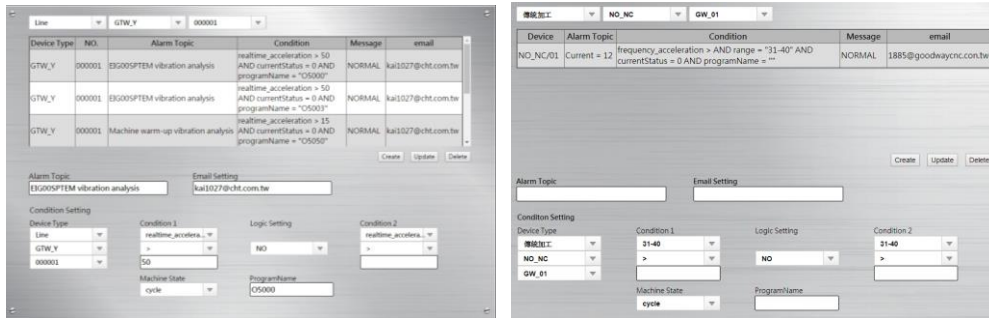 Line GTW_Y 000001
Device Type NO. Alarm Topic Condition Message email
GTW_Y 000001 EIG00SPTEM vibration analysis realtime_acceleration > 50 AND currentStatus = 0 AND programName = "O5000" NORMAL kai1027@cht.com.tw
GTW_Y 000001 EIG00SPTEM vibration analysis realtime_acceleration > 50 AND currentStatus = 0 AND programName = "O5003" NORMAL kai1027@cht.com.tw
GTW_Y 000001 Machine warm-up vibration analysis realtime_acceleration > 15 AND currentStatus = 0 AND programName = "O5050" NORMAL kai1027@cht.com.tw
Create Update Delete
Alarm Topic Email Setting
EIG00SPTEM vibration analysis kai1027@cht.com.tw
Condition Setting
Device Type Condition 1 Logic Setting Condition 2
Line realtime_accelera... realtime_accelera...
GTW_Y > NO >
000001 50
Machine State ProgramName
cycle O5000
傳統加工 NO_NC GW_01
Device Alarm Topic Condition Message email
NO_NC/01 Current = 12 frequency_acceleration > AND range = "31-40" AND currentStatus = 0 AND programName = "" NORMAL 1885@goodwaycnc.con.tw
Create Update Delete
Alarm Topic Email Setting
Conditon Setting
Device Type Condition 1 Logic Setting Condition 2
傳統加工 31-40 31-40
NO_NC > NO >
GW_01
Machine State ProgramName
cycle